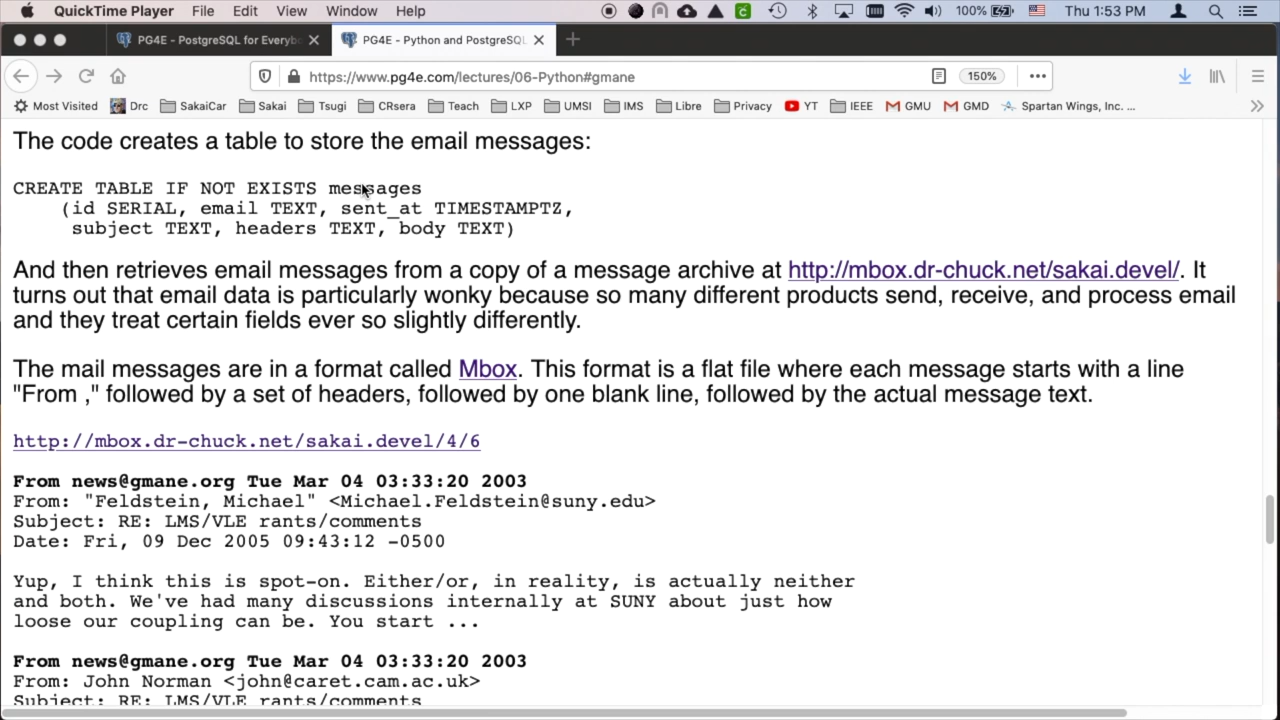 QuickTime Player File Edit View Window Help 100% Thu 1:53 PM
PG4E - PostgreSQL for Everyb PG4E - Python and PostgreSQL
https://www.pg4e.com/lectures/06-Python#gmane 150%
Most Visited Drc SakaiCar Sakai Tsugi CRsera Teach LXP UMSI IMS Libre Privacy YT IEEE GMU GMD Spartan Wings, Inc. ...
The code creates a table to store the email messages:
CREATE TABLE IF NOT EXISTS messages
(id SERIAL, email TEXT, sent_at TIMESTAMPTZ,
subject TEXT, headers TEXT, body TEXT)
And then retrieves email messages from a copy of a message archive at http://mbox.dr-chuck.net/sakai.devel/. It
turns out that email data is particularly wonky because so many different products send, receive, and process email
and they treat certain fields ever so slightly differently.
The mail messages are in a format called Mbox. This format is a flat file where each message starts with a line
"From ," followed by a set of headers, followed by one blank line, followed by the actual message text.
http://mbox.dr-chuck.net/sakai.devel/4/6
From news@gmane.org Tue Mar 04 03:33:20 2003
From: "Feldstein, Michael" <Michael.Feldstein@suny.edu>
Subject: RE: LMS/VLE rants/comments
Date: Fri, 09 Dec 2005 09:43:12 -0500
Yup, I think this is spot-on. Either/or, in reality, is actually neither
and both. We've had many discussions internally at SUNY about just how
loose our coupling can be. You start ...
From news@gmane.org Tue Mar 04 03:33:20 2003
From: John Norman <john@caret.cam.ac.uk>
Subject: RE: LMS/VLE rants/comments